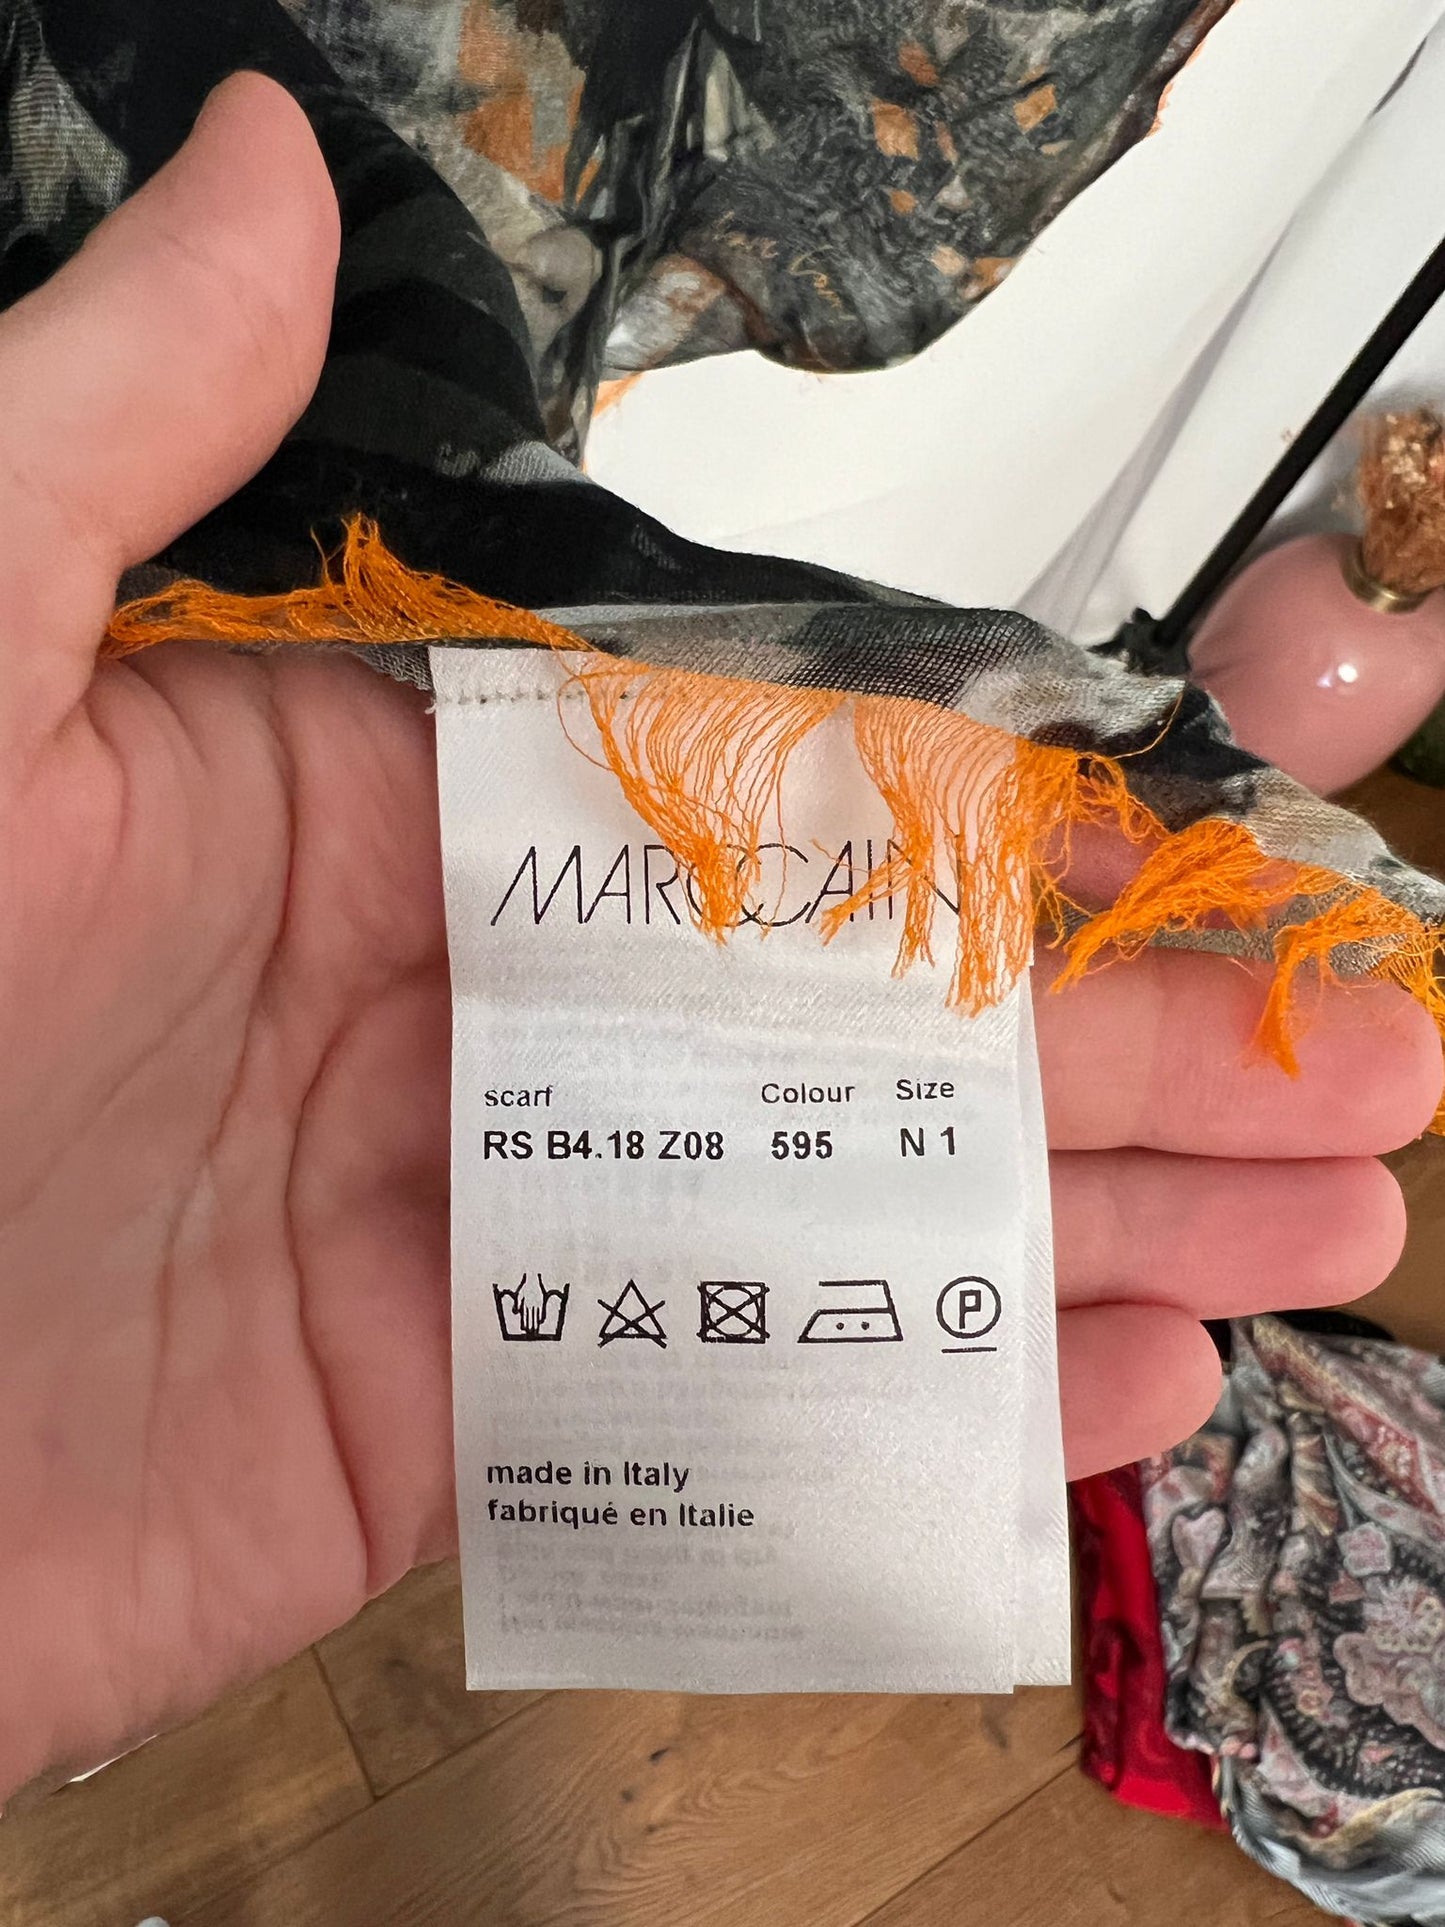 MARCCAIN
scarf Colour Size
RS B4.18 Z08 595 N 1
P
made in Italy
fabriqué en Italie